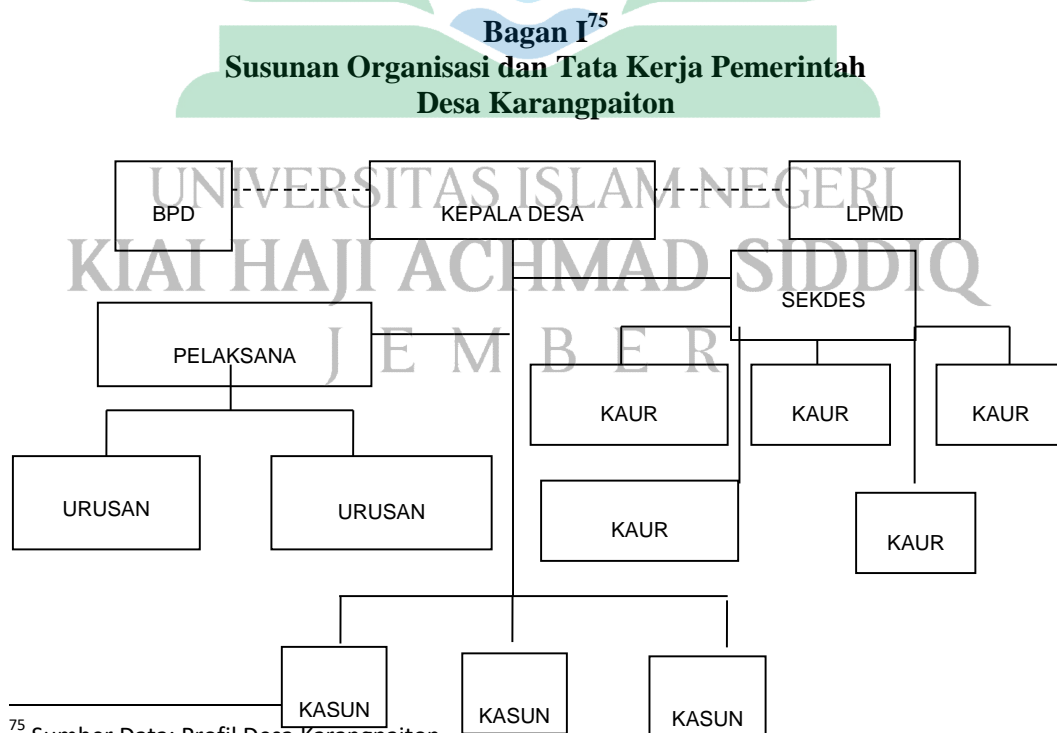 Bagan I75
Susunan Organisasi dan Tata Kerja Pemerintah
Desa Karangpaiton
UNIVERSITAS ISLAM NEGERI
BPD
KEPALA DESA
LPMD
KIAI HAJI ACHMAD SIDDIQ
SEKDES
JEMBER
PELAKSANA
KAUR
KAUR
KAUR
URUSAN
URUSAN
KAUR
KAUR
KASUN
KASUN
KASUN
75 Sumber Data: Profil Desa Karangpaiton